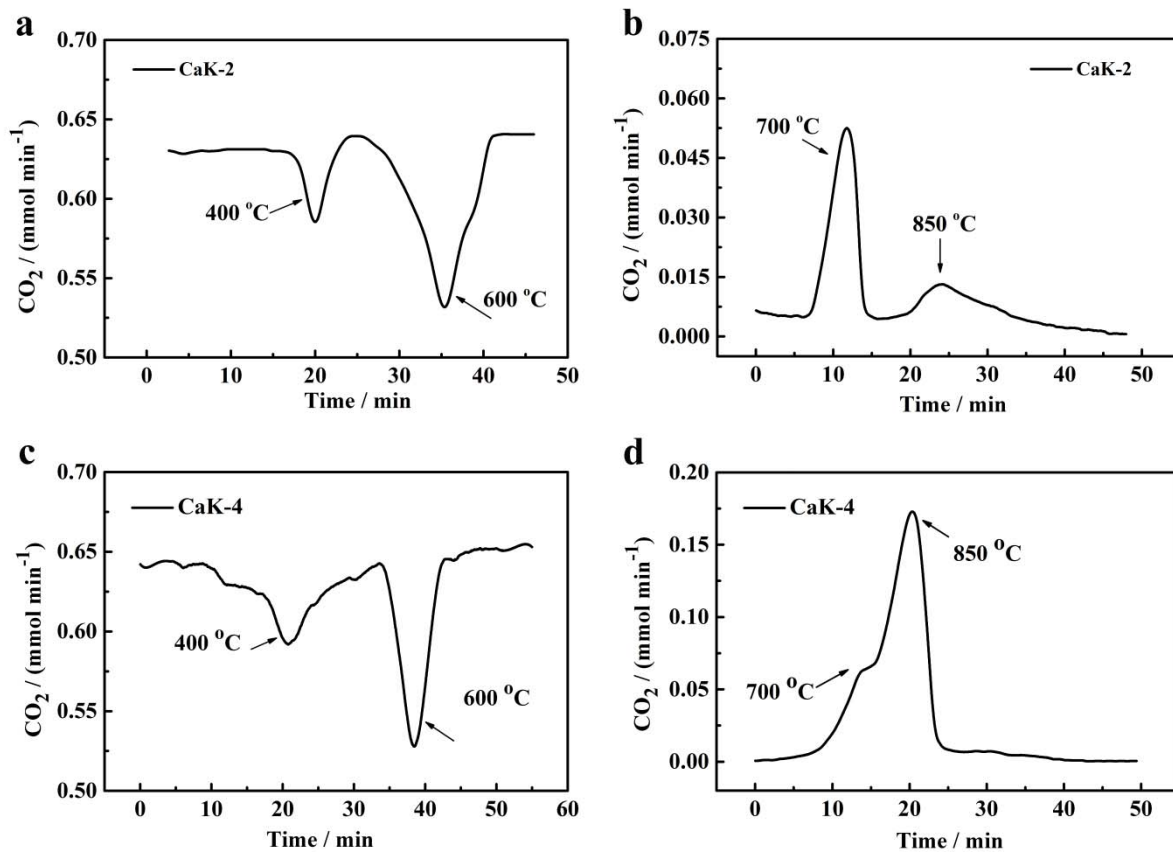 a
CaK-2
0.70
0.65
0.60
0.55
0.50
CO2 / (mmol min-1)
400 °C
600 °C
0 10 20 30 40 50
Time / min
b
CaK-2
0.075
0.060
0.045
0.030
0.015
0.000
CO2 / (mmol min-1)
700 °C
850 °C
0 10 20 30 40 50
Time / min
c
CaK-4
0.70
0.65
0.60
0.55
0.50
CO2 / (mmol min-1)
400 °C
600 °C
0 10 20 30 40 50 60
Time / min
d
CaK-4
0.20
0.15
0.10
0.05
0.00
CO2 / (mmol min-1)
850 °C
700 °C
0 10 20 30 40 50
Time / min